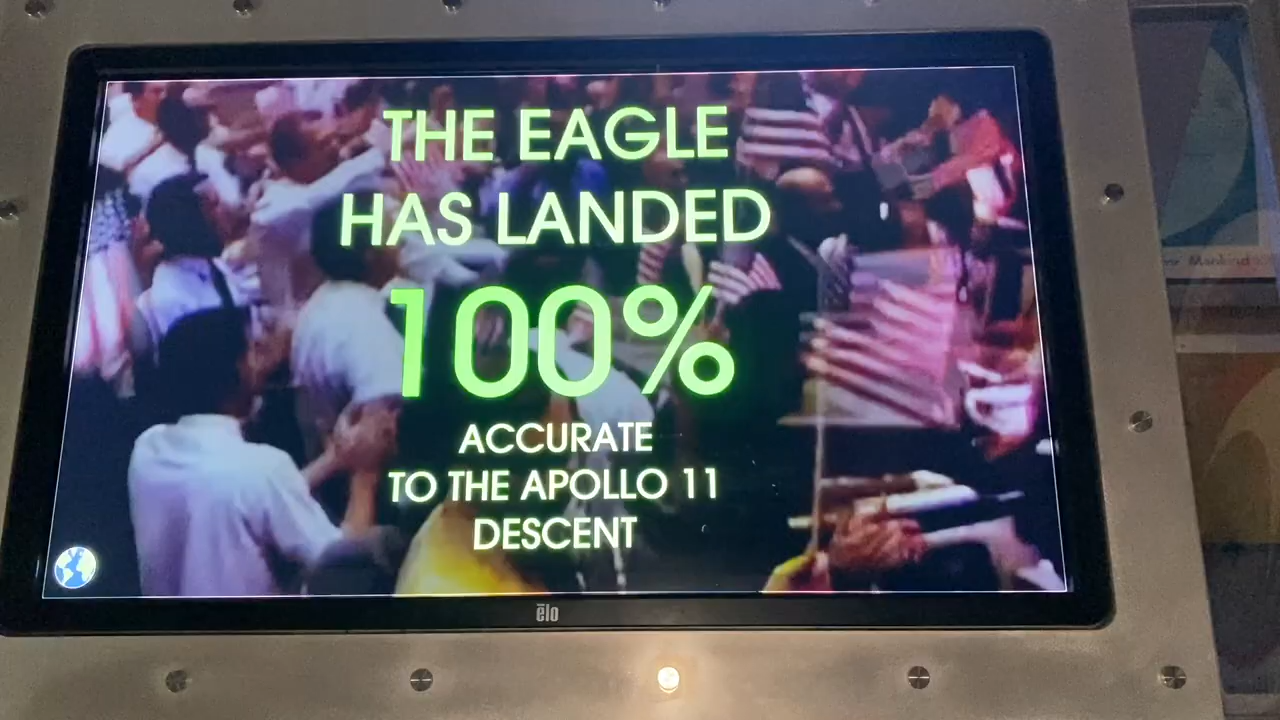 THE EAGLE
HAS LANDED
100%
ACCURATE
TO THE APOLLO 11
DESCENT
elo